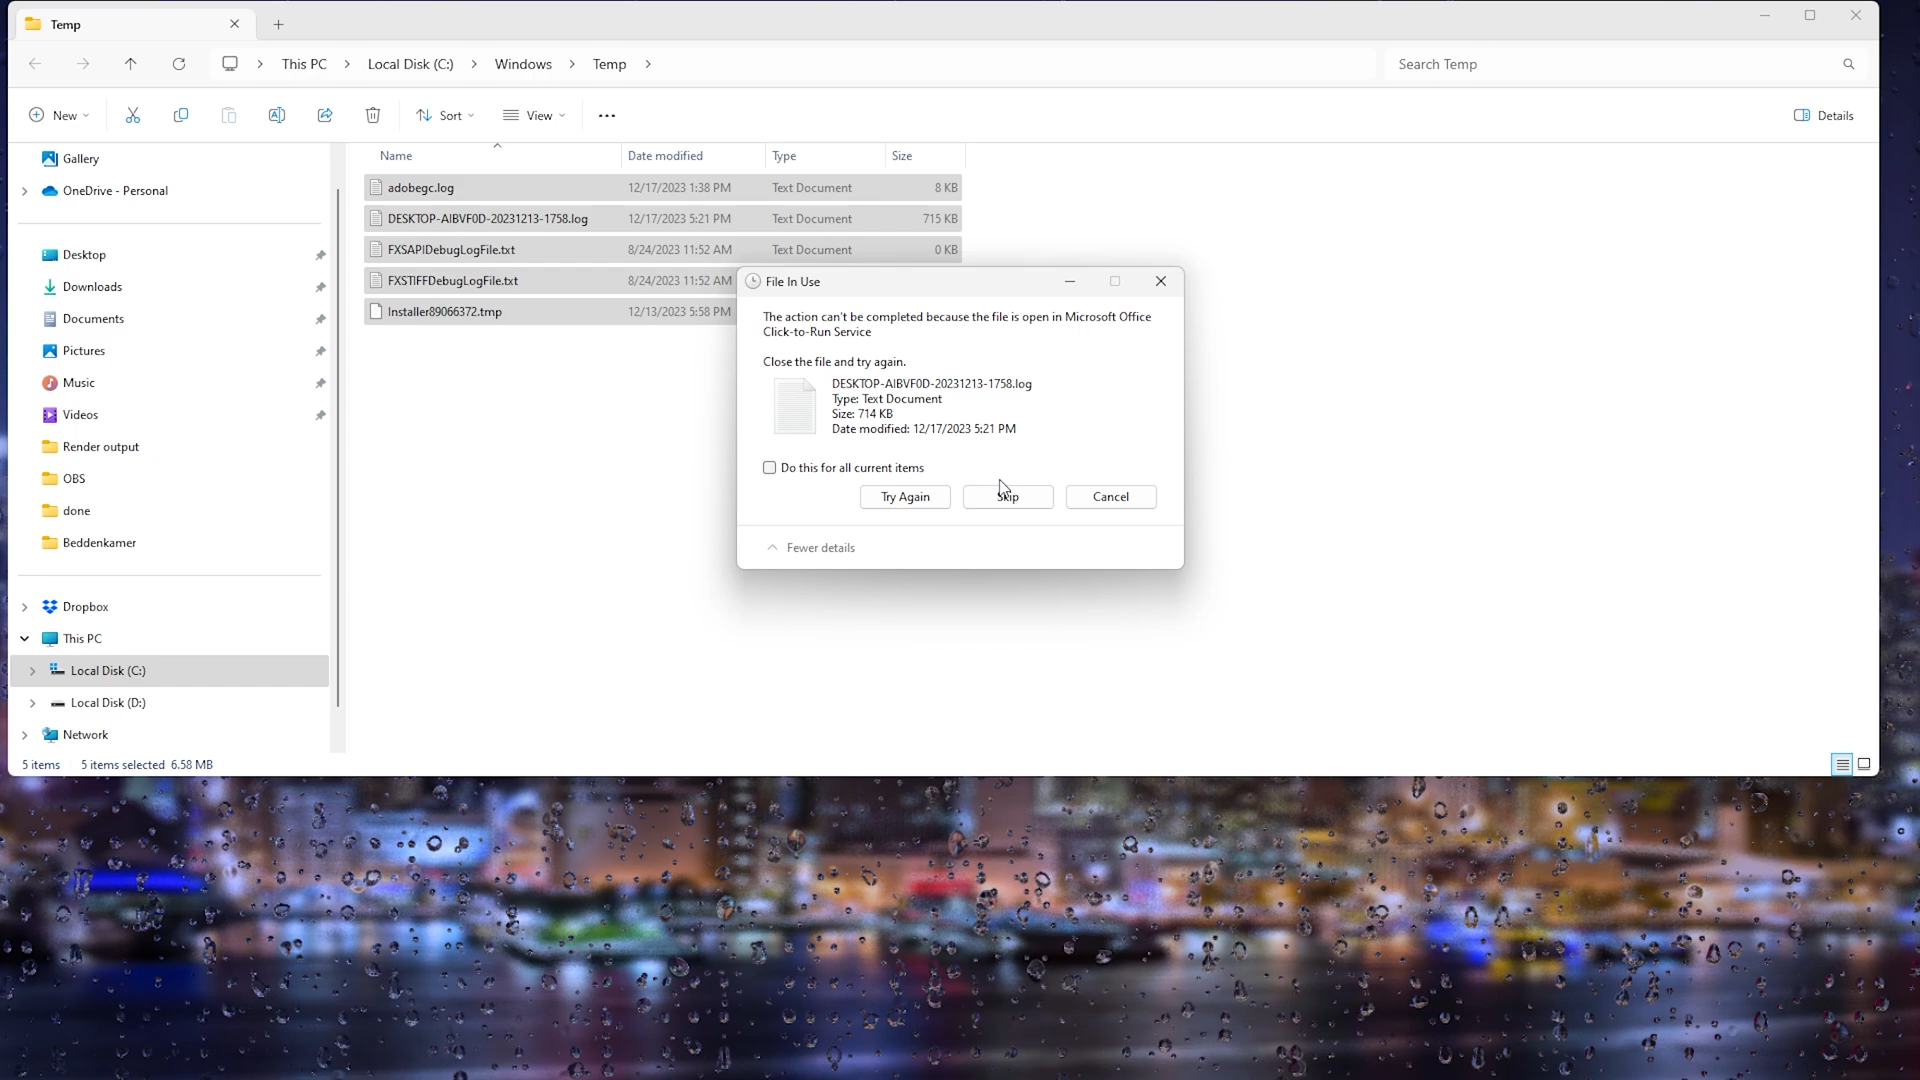 Temp
This PC
Local Disk (C:)
Windows
Temp
Search Temp
New
Sort
View
Details
Gallery
OneDrive - Personal
Desktop
Downloads
Documents
Pictures
Music
Videos
Render output
OBS
done
Beddenkamer
Dropbox
This PC
Local Disk (C:)
Local Disk (D:)
Network
Name Date modified Type Size
adobegc.log 12/17/2023 1:38 PM Text Document 8 KB
DESKTOP-AIBVF0D-20231213-1758.log 12/17/2023 5:21 PM Text Document 715 KB
FXSAPIDebugLogFile.txt 8/24/2023 11:52 AM Text Document 0 KB
FXSTIFFDebugLogFile.txt 8/24/2023 11:52 AM
Installer89066372.tmp 12/13/2023 5:58 PM
File In Use
The action can't be completed because the file is open in Microsoft Office
Click-to-Run Service
Close the file and try again.
DESKTOP-AIBVF0D-20231213-1758.log
Type: Text Document
Size: 714 KB
Date modified: 12/17/2023 5:21 PM
Do this for all current items
Try Again
Skip
Cancel
Fewer details
5 items 5 items selected 6.58 MB